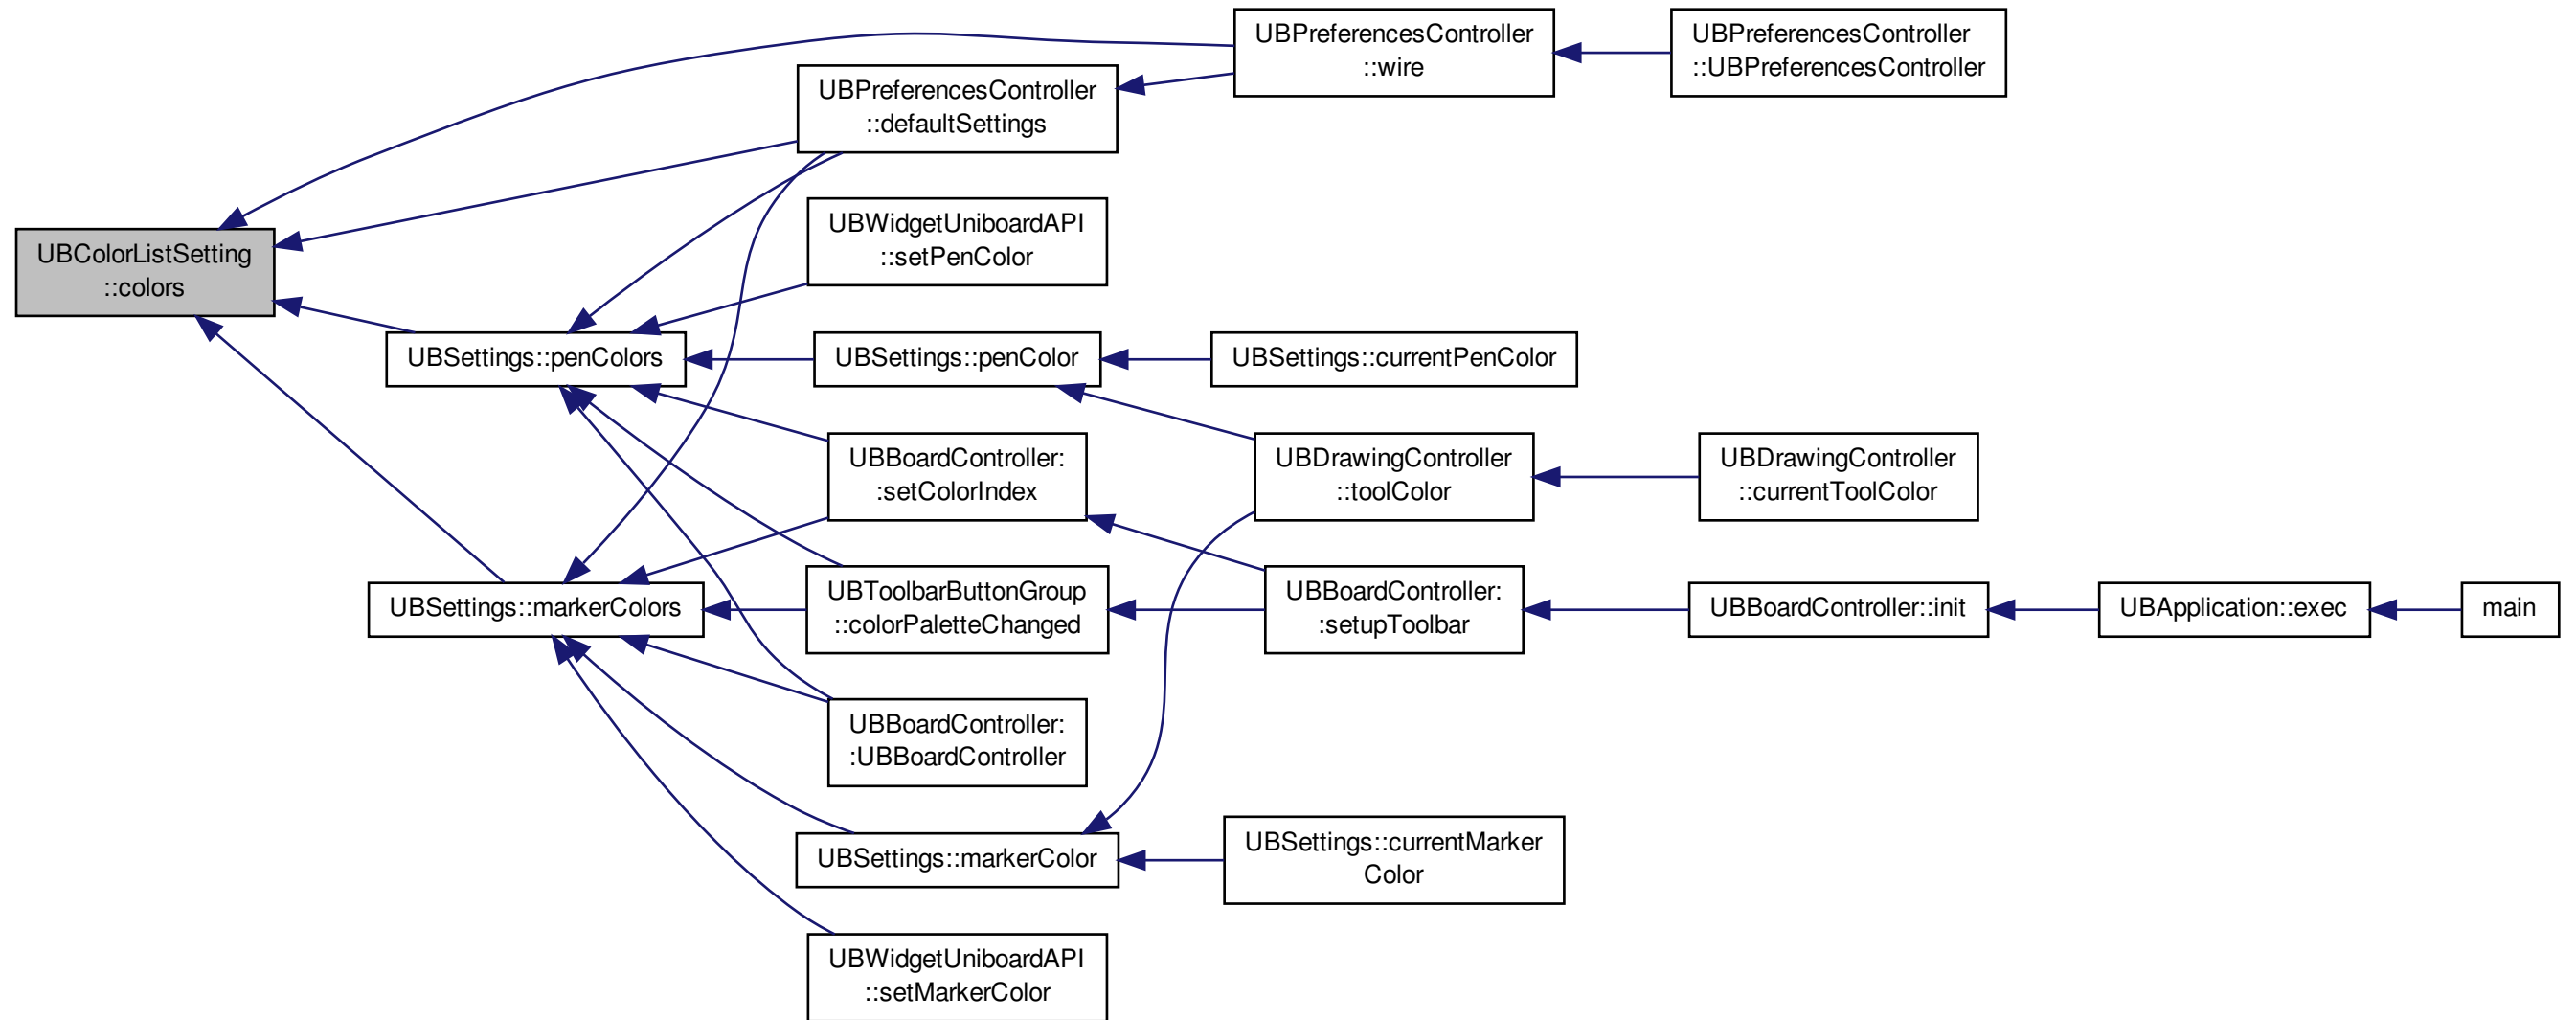 UBColorListSetting
::colors
UBPreferencesController
::wire
UBPreferencesController
::UBPreferencesController
UBPreferencesController
::defaultSettings
UBWidgetUniboardAPI
::setPenColor
UBSettings::penColors
UBSettings::penColor
UBSettings::currentPenColor
UBBoardController:
:setColorIndex
UBDrawingController
::toolColor
UBDrawingController
::currentToolColor
UBSettings::markerColors
UBToolbarButtonGroup
::colorPaletteChanged
UBBoardController:
:setupToolbar
UBBoardController::init
UBApplication::exec
main
UBBoardController:
:UBBoardController
UBSettings::markerColor
UBSettings::currentMarker
Color
UBWidgetUniboardAPI
::setMarkerColor